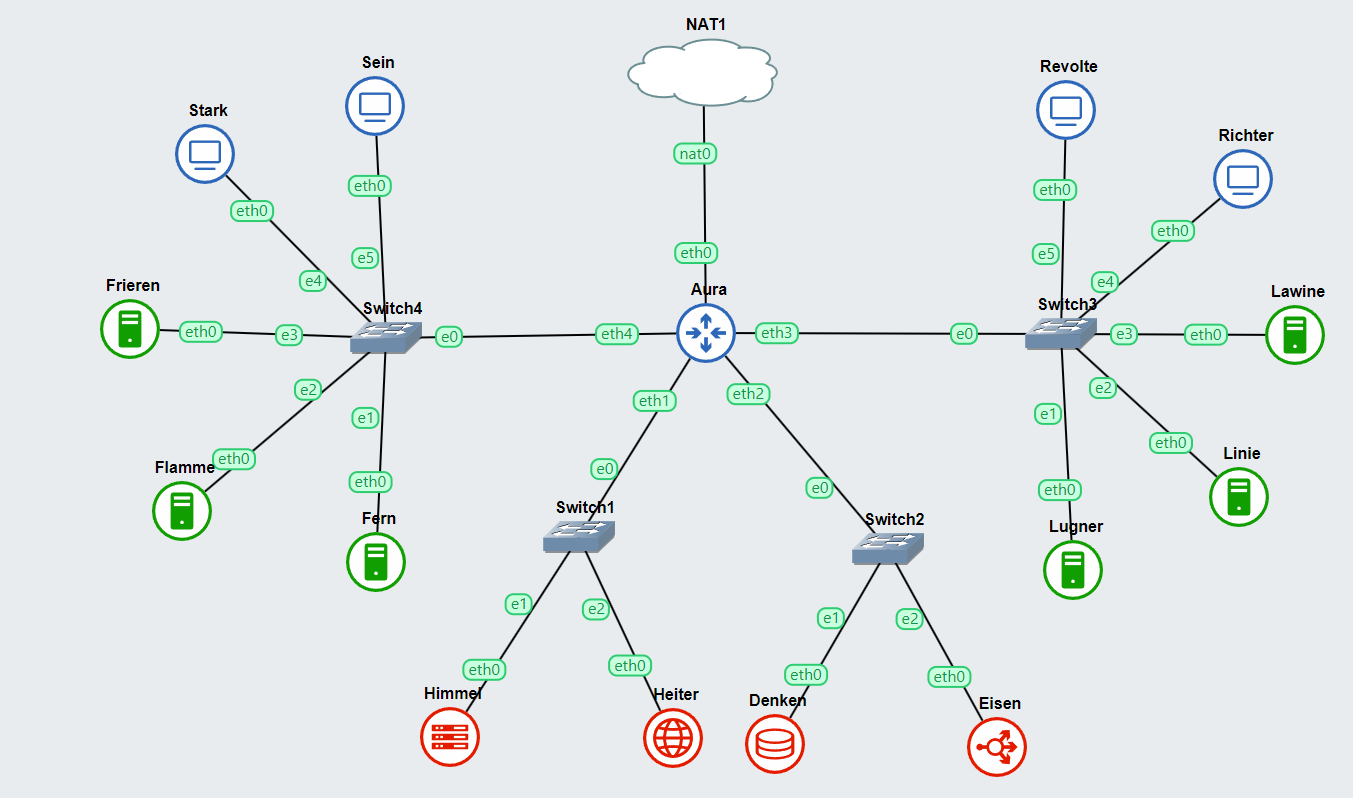 NAT1
Sein
Revolte
Stark
Richter
nat0
eth0
eth0
eth0
eth0
eth0
eth0
e5
e5
e4
e4
Frieren
Aura
Lawine
Switch4
Switch3
eth0
e3
e0
eth4
eth3
e0
e3
eth0
e2
e1
eth1
eth2
e1
e2
Flamme
eth0
eth0
e0
e0
eth0
eth0
Linie
Fern
Switch1
Switch2
Lugner
e1
e2
e1
e2
eth0
eth0
eth0
eth0
Himmel
Heiter
Denken
Eisen